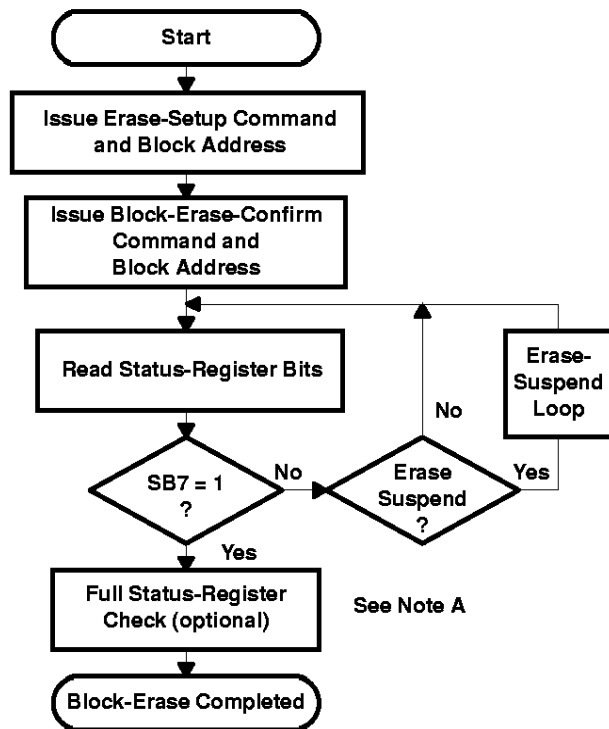 Start
Issue Erase-Setup Command
and Block Address
Issue Block-Erase-Confirm
Command and
Block Address
Read Status-Register Bits
Erase-
Suspend
Loop
No
SB7 = 1
?
No
Erase
Suspend
?
Yes
Yes
Full Status-Register
Check (optional)
See Note A
Block-Erase Completed